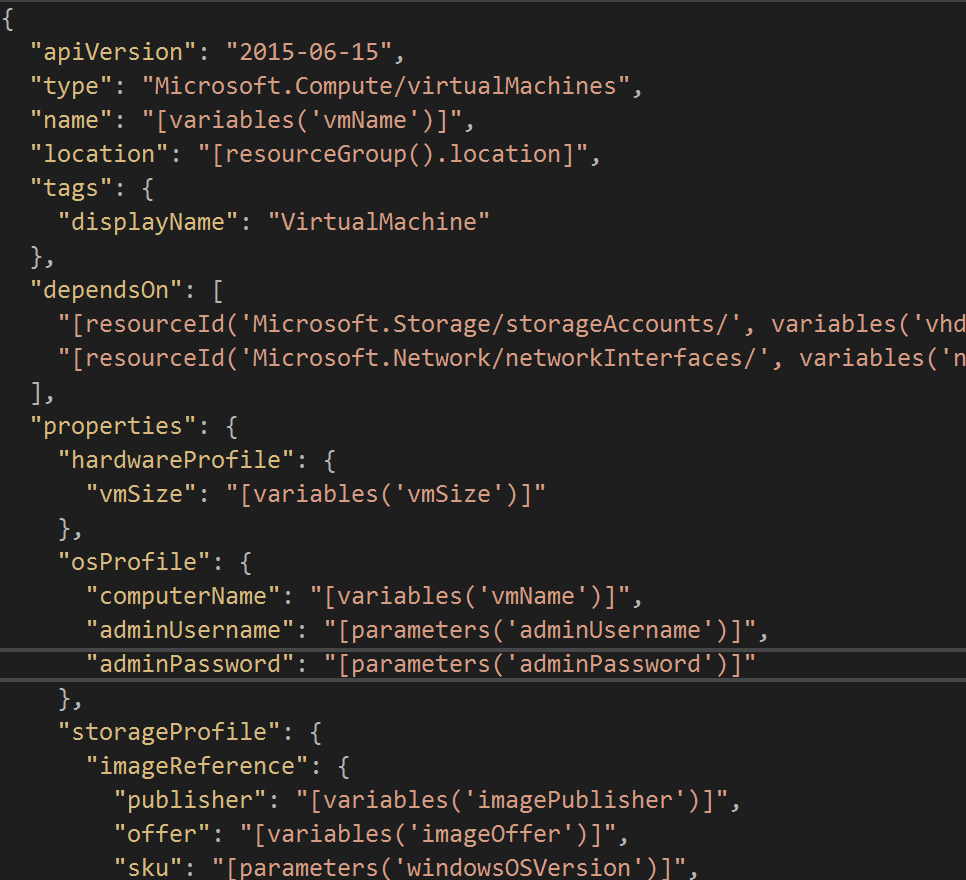 {
  "apiVersion": "2015-06-15",
  "type": "Microsoft.Compute/virtualMachines",
  "name": "[variables('vmName')]",
  "location": "[resourceGroup().location]",
  "tags": {
    "displayName": "VirtualMachine"
  },
  "dependsOn": [
    "[resourceId('Microsoft.Storage/storageAccounts/', variables('vhd
    "[resourceId('Microsoft.Network/networkInterfaces/', variables('n
  ],
  "properties": {
    "hardwareProfile": {
      "vmSize": "[variables('vmSize')]"
    },
    "osProfile": {
      "computerName": "[variables('vmName')]",
      "adminUsername": "[parameters('adminUsername')]",
      "adminPassword": "[parameters('adminPassword')]"
    },
    "storageProfile": {
      "imageReference": {
        "publisher": "[variables('imagePublisher')]",
        "offer": "[variables('imageOffer')]",
        "sku": "[parameters('windowsOSVersion')]",